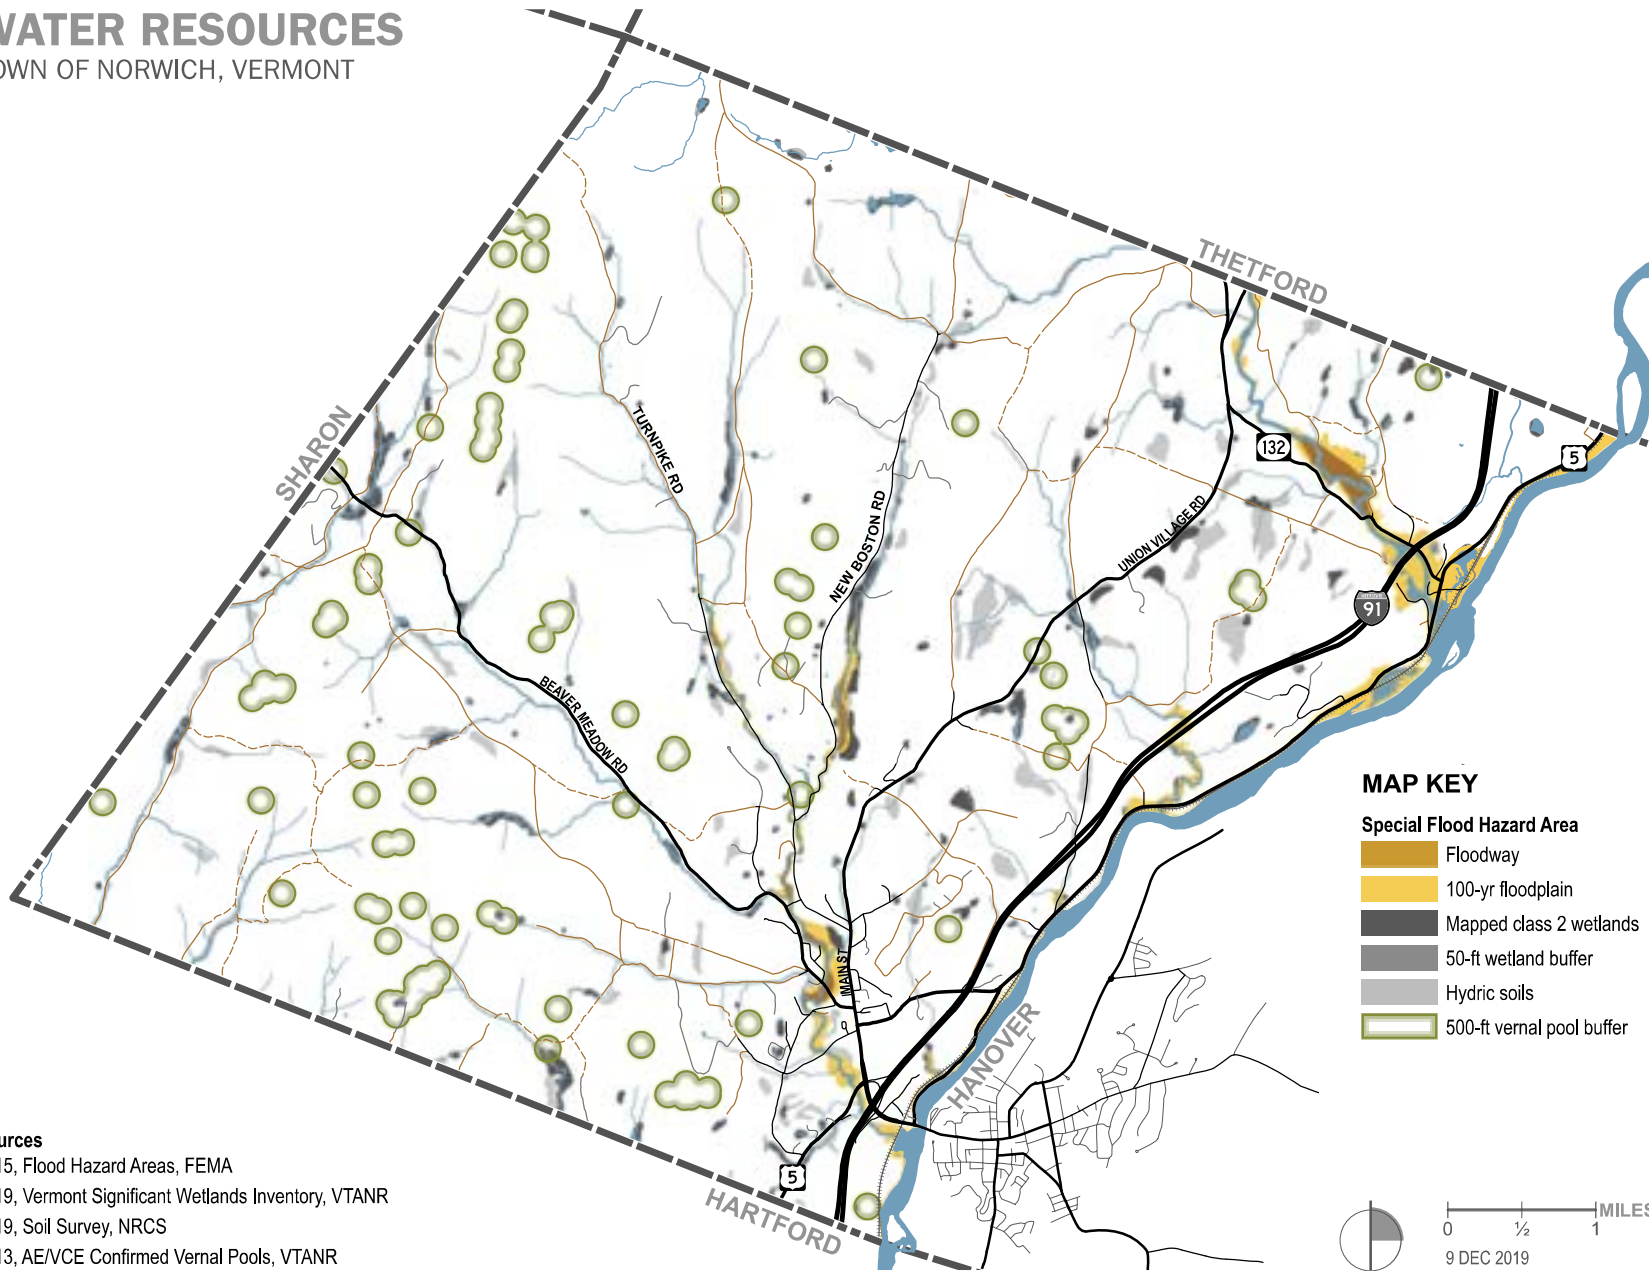 WATER RESOURCES
OWN OF NORWICH, VERMONT
THETFORD
SHARON
TURNPIKE RD
NEW BOSTON RD
UNION VILLAGE RD
132
5
91
BEAVER MEADOW RD
MAIN ST
HANOVER
HARTFORD
5
MAP KEY
Special Flood Hazard Area
Floodway
100-yr floodplain
Mapped class 2 wetlands
50-ft wetland buffer
Hydric soils
500-ft vernal pool buffer
urces
15, Flood Hazard Areas, FEMA
19, Vermont Significant Wetlands Inventory, VTANR
19, Soil Survey, NRCS
13, AE/VCE Confirmed Vernal Pools, VTANR
0 ½ 1 MILES
9 DEC 2019